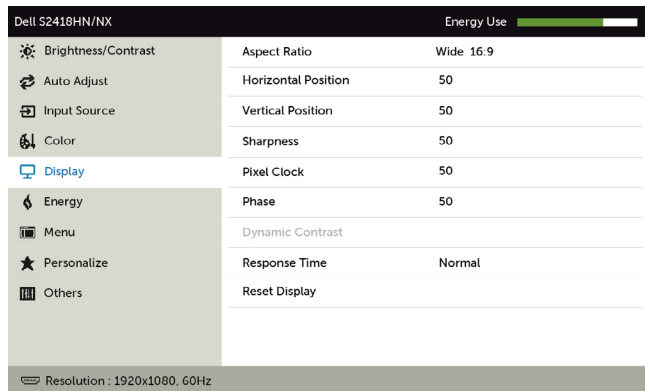 Dell S2418HN/NX Energy Use
Brightness/Contrast
Auto Adjust
Input Source
Color
Display
Energy
Menu
Personalize
Others
Aspect Ratio Wide 16:9
Horizontal Position 50
Vertical Position 50
Sharpness 50
Pixel Clock 50
Phase 50
Dynamic Contrast
Response Time Normal
Reset Display
Resolution : 1920x1080, 60Hz